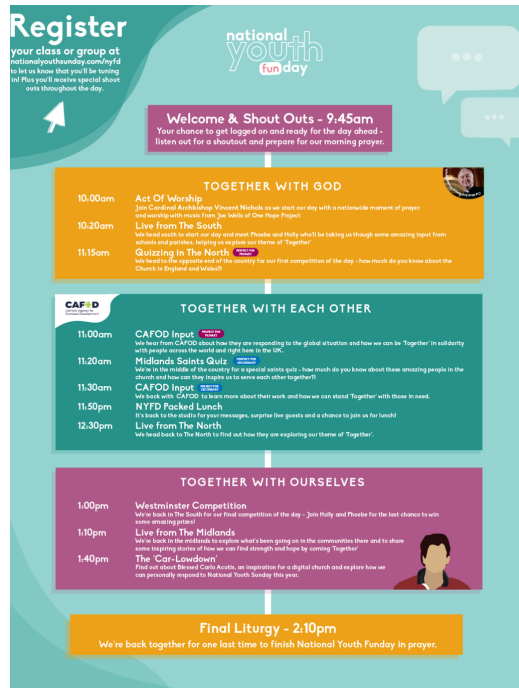 Register
your class or group at
nationalyouthsunday.com/nyfd
to let us know that you'll be tuning
in! Plus you'll receive special shout
outs throughout the day.
national
youth
fun day
Welcome & Shout Outs - 9:45am
Your chance to get logged on and ready for the day ahead -
listen out for a shoutout and prepare for our morning prayer.
TOGETHER WITH GOD
10:00am Act Of Worship
Join Cardinal Archbishop Vincent Nichols as we start our day with a nationwide moment of prayer
and worship with music from Joe Wells of One Hope Project
10:20am Live from The South
We head south to start our day and meet Phoebe and Holly who'll be taking us though some amazing input from
schools and parishes, helping us explore our theme of 'Together'
11:15am Quizzing in The North PERFECT FOR PRIMARY
We head to the opposite end of the country for our first competition of the day - how much do you know about the
Church in England and Wales?!
CAFOD
Catholic Agency for
Overseas Development
TOGETHER WITH EACH OTHER
11:00am CAFOD Input PERFECT FOR PRIMARY
We hear from CAFOD about how they are responding to the global situation and how we can be 'Together' in solidarity
with people across the world and right here in the UK.
11:20am Midlands Saints Quiz PERFECT FOR SECONDARY
We're in the middle of the country for a special saints quiz - how much do you know about these amazing people in the
church and how can they inspire us to serve each other together?!
11:30am CAFOD Input PERFECT FOR SECONDARY
We back with CAFOD to learn more about their work and how we can stand 'Together' with those in need.
11:50pm NYFD Packed Lunch
It's back to the studio for your messages, surprise live guests and a chance to join us for lunch!
12:30pm Live from The North
We head back to The North to find out how they are exploring our theme of 'Together'.
TOGETHER WITH OURSELVES
1:00pm Westminster Competition
We're back in The South for our final competition of the day - Join Holly and Phoebe for the last chance to win
some amazing prizes!
1:10pm Live from The Midlands
We're back in the midlands to explore what's been going on in the communities there and to share
some inspiring stories of how we can find strength and hope by coming 'Together'
1:40pm The 'Car-Lowdown'
Find out about Blessed Carlo Acutis, an inspiration for a digital church and explore how we
can personally respond to National Youth Sunday this year.
Final Liturgy - 2:10pm
We're back together for one last time to finish National Youth Funday in prayer.